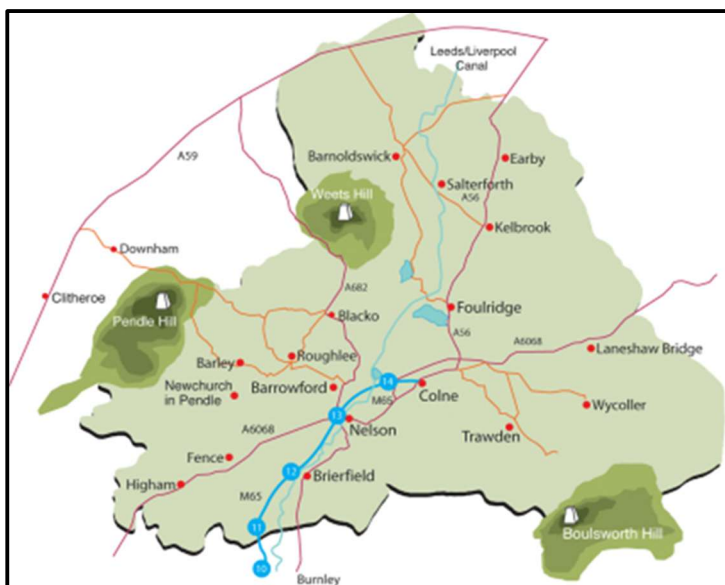 Leeds/Liverpool
Canal
A59
Barnoldswick
Earby
Weets Hill
Salterforth
A56
Kelbrook
Downham
Clitheroe
A682
Pendle Hill
Blacko
Foulridge
A56
A6068
Roughlee
Laneshaw Bridge
Barley
Newchurch
in Pendle
Barrowford
14
M65
Colne
Wycoller
13
Nelson
A6068
Trawden
Fence
12
Brierfield
Higham
M65
11
Boulsworth Hill
10
Burnley